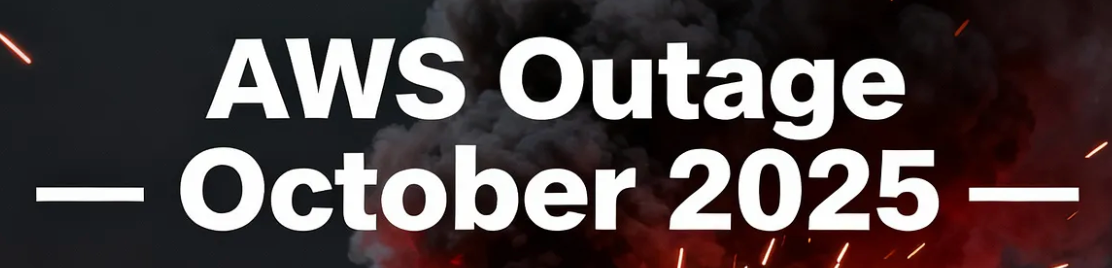 AWS Outage
— October 2025 —